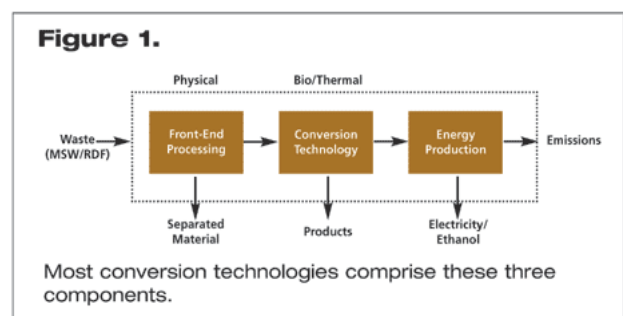 Figure 1.
Physical Bio/Thermal
Waste
(MSW/RDF)
Front-End
Processing
Conversion
Technology
Energy
Production
Emissions
Separated
Material
Products
Electricity/
Ethanol
Most conversion technologies comprise these three
components.